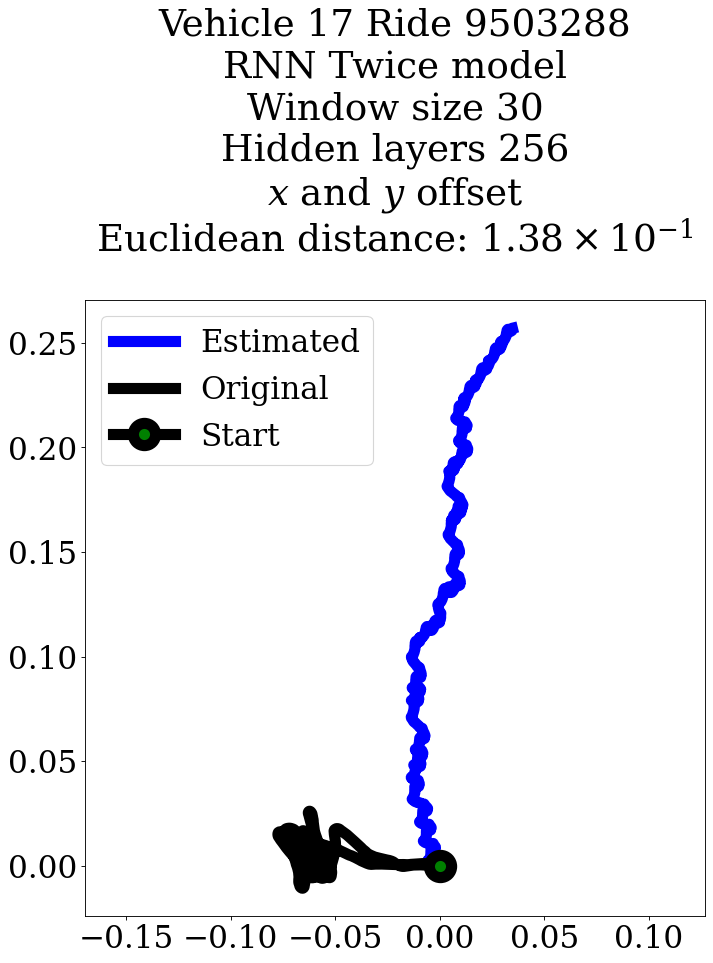 Vehicle 17 Ride 9503288
RNN Twice model
Window size 30
Hidden layers 256
x and y offset
Euclidean distance: 1.38 × 10⁻¹
Estimated
Original
Start
0.25
0.20
0.15
0.10
0.05
0.00
−0.15 −0.10 −0.05 0.00 0.05 0.10